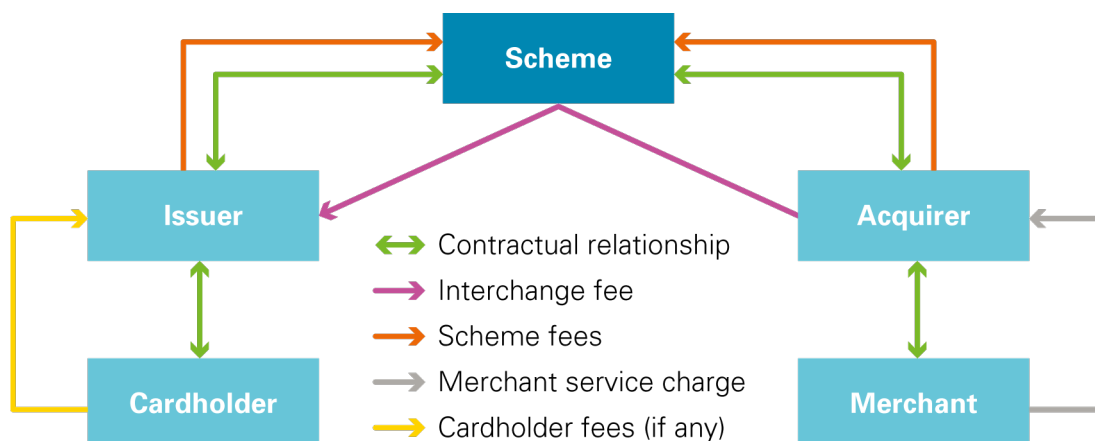 Scheme
Issuer
Acquirer
Contractual relationship
Interchange fee
Scheme fees
Merchant service charge
Cardholder fees (if any)
Cardholder
Merchant